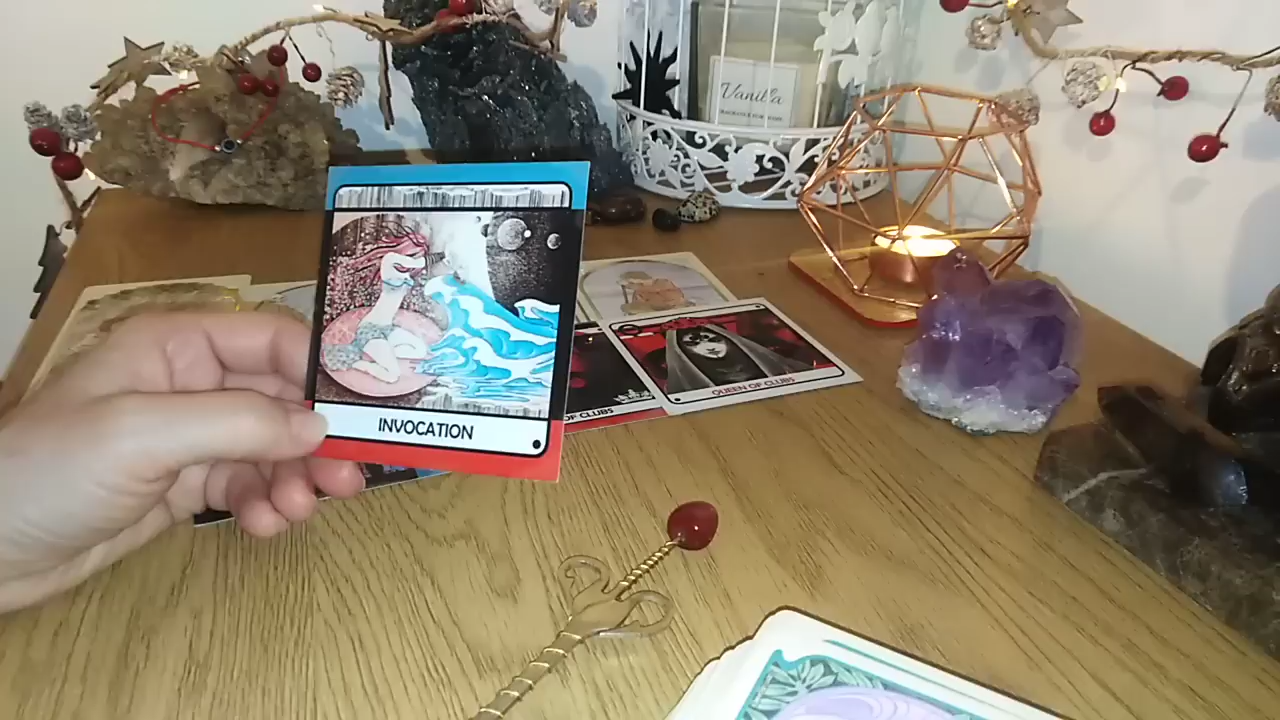 Vanilla
INVOCATION
OF CLUBS
QUEEN OF CLUBS